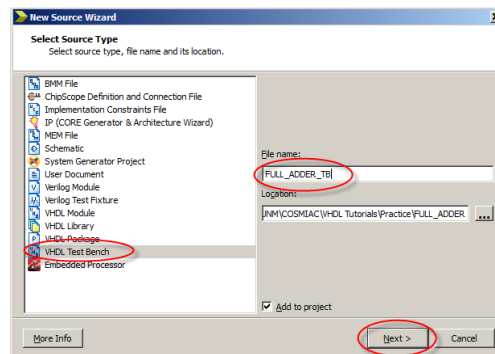 New Source Wizard
Select Source Type
Select source type, file name and its location.
BMM File
ChipScope Definition and Connection File
Implementation Constraints File
IP (CORE Generator & Architecture Wizard)
MEM File
Schematic
System Generator Project
User Document
Verilog Module
Verilog Test Fixture
VHDL Module
VHDL Library
VHDL Package
VHDL Test Bench
Embedded Processor
File name:
FULL_ADDER_TB
Location:
JNM\COSMIAC\VHDL Tutorials\Practice\FULL_ADDER
...
Add to project
More Info
Next >
Cancel